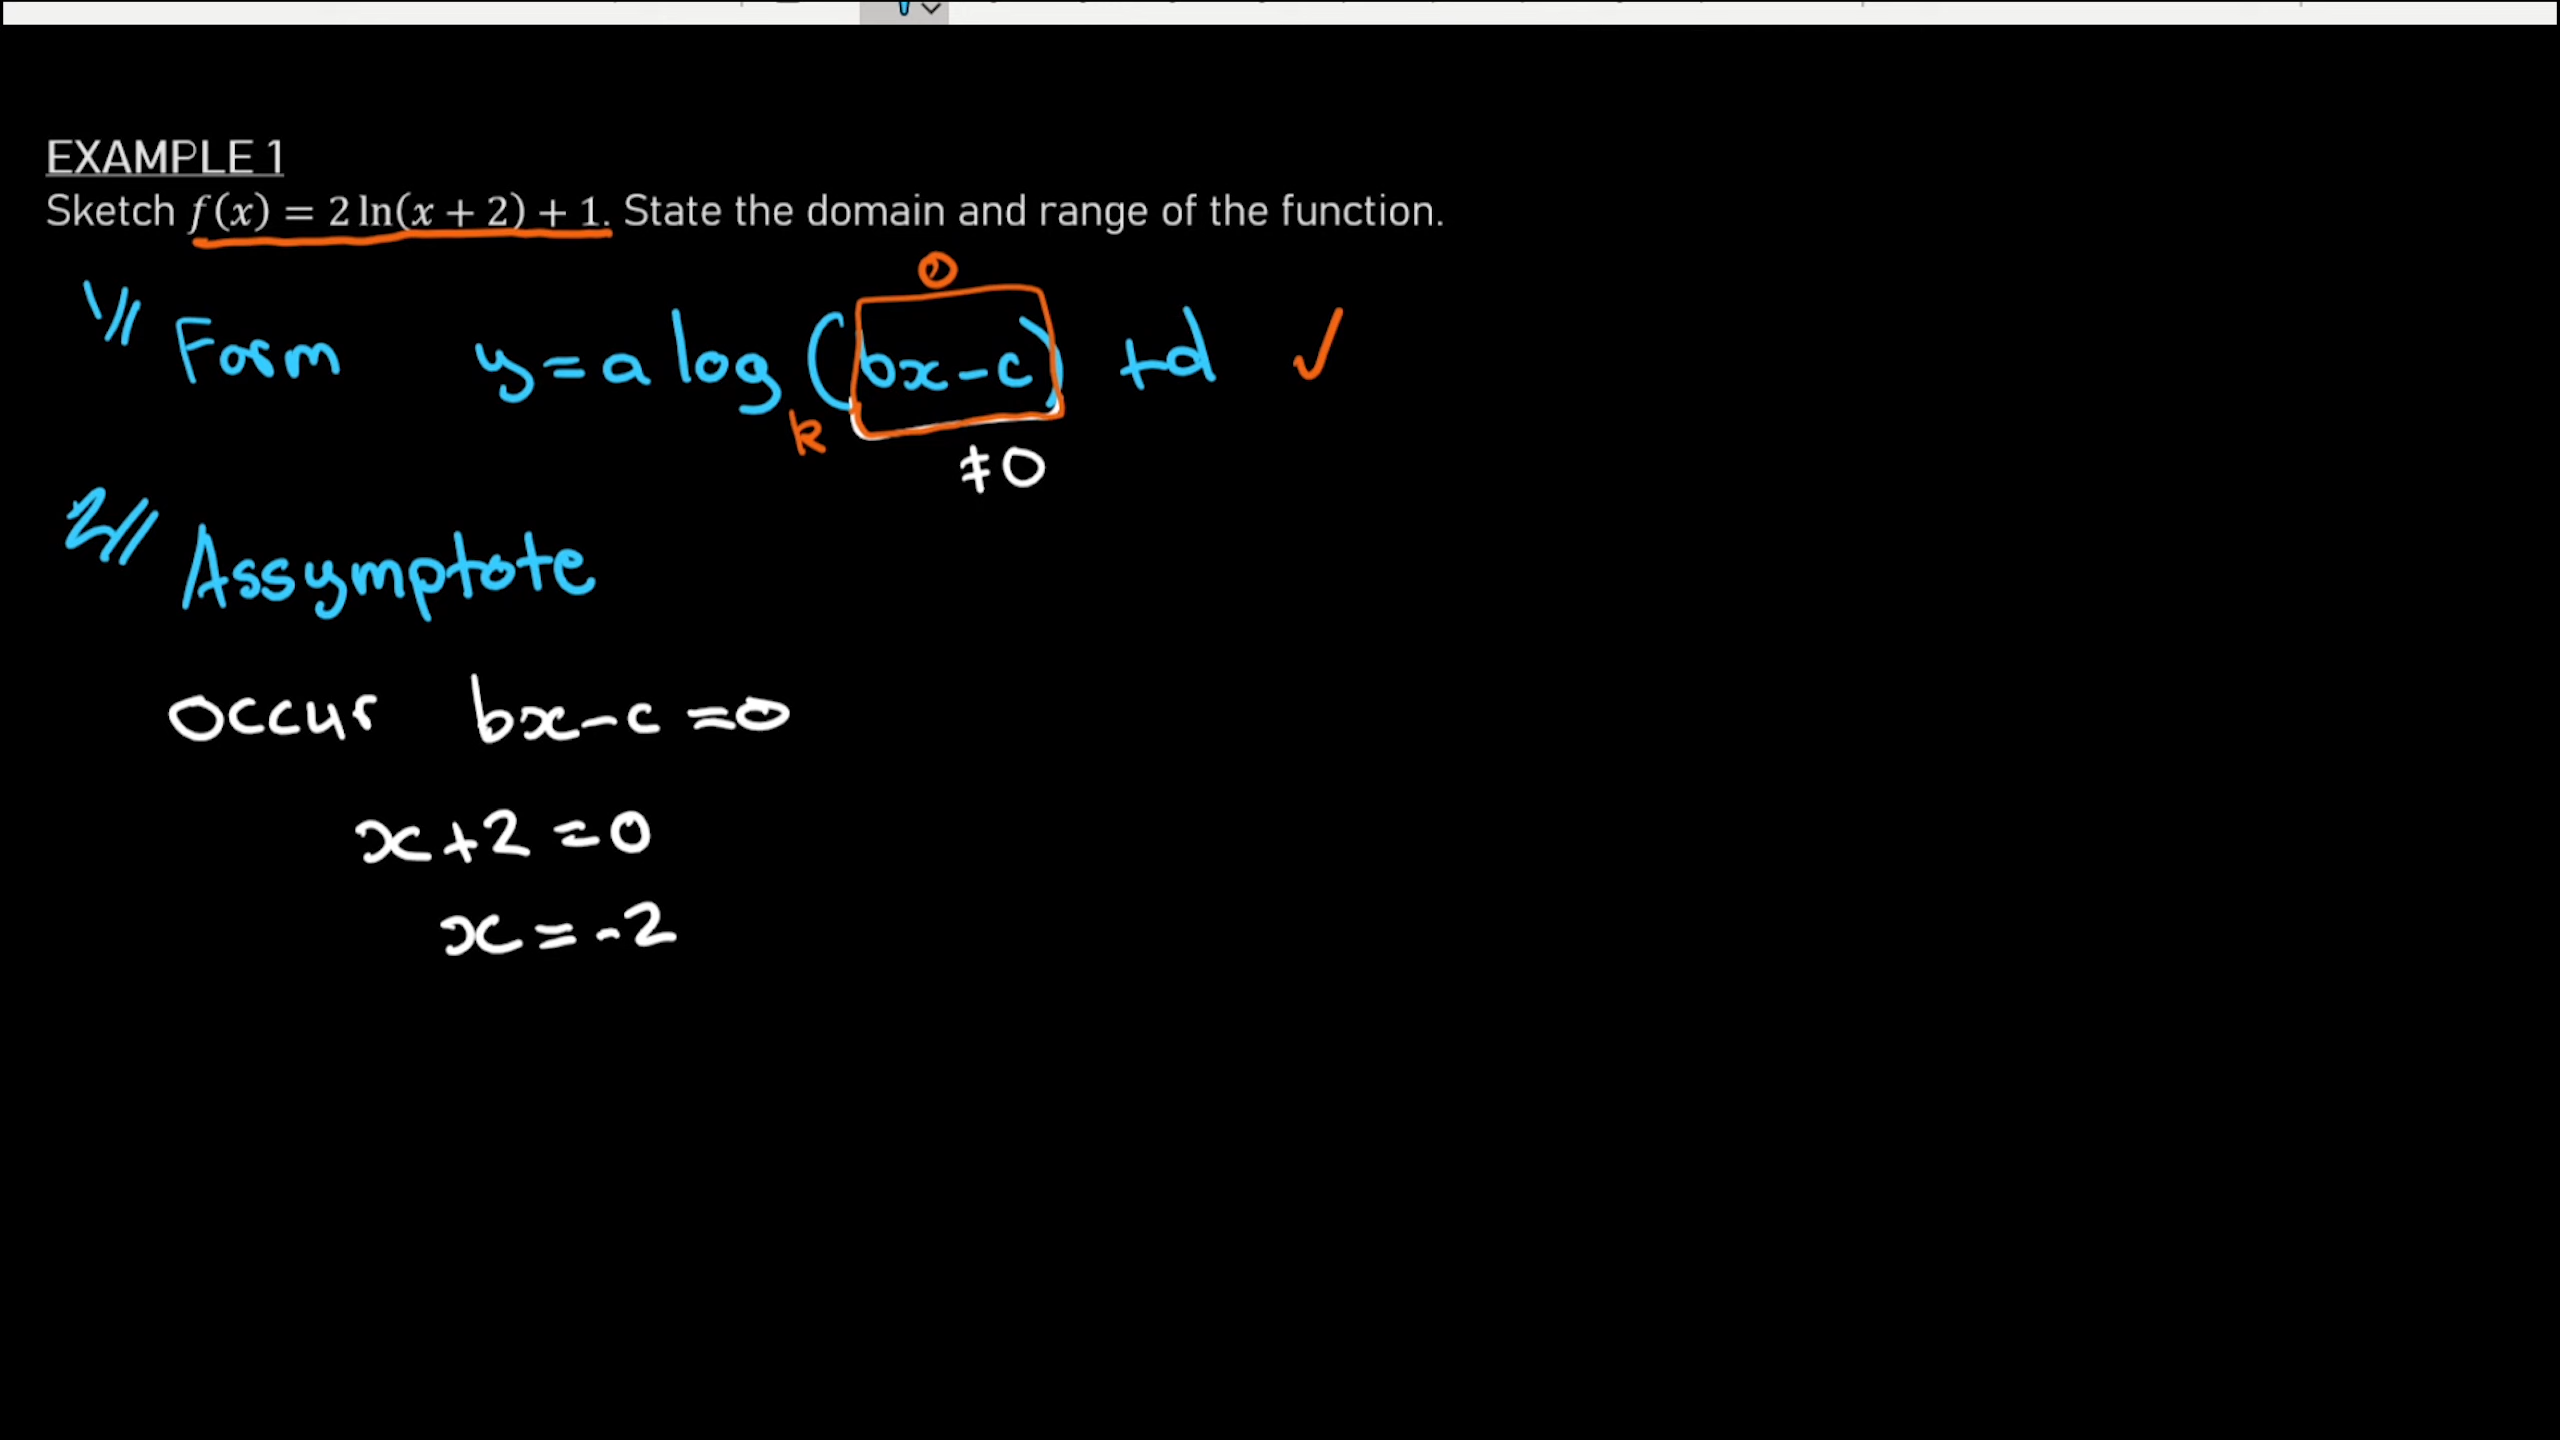 EXAMPLE 1
Sketch f(x) = 2 ln(x + 2) + 1. State the domain and range of the function.
0
1// Form y = a log k (bx - c) + d ✓
≠ 0
2// Assymptote
occur bx - c = 0
x + 2 = 0
x = -2